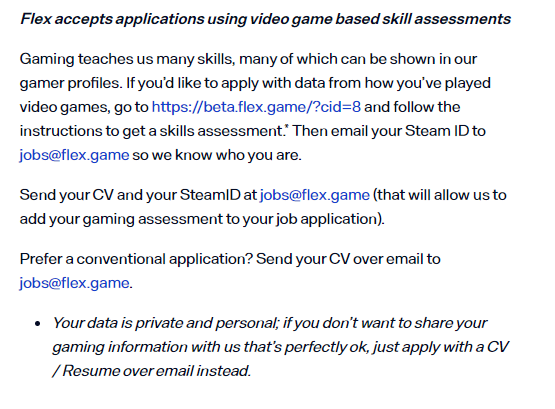 Flex accepts applications using video game based skill assessments
Gaming teaches us many skills, many of which can be shown in our
gamer profiles. If you'd like to apply with data from how you've played
video games, go to https://beta.flex.game/?cid=8 and follow the
instructions to get a skills assessment.* Then email your Steam ID to
jobs@flex.game so we know who you are.
Send your CV and your SteamID at jobs@flex.game (that will allow us to
add your gaming assessment to your job application).
Prefer a conventional application? Send your CV over email to
jobs@flex.game.
• Your data is private and personal; if you don't want to share your
gaming information with us that's perfectly ok, just apply with a CV
/ Resume over email instead.